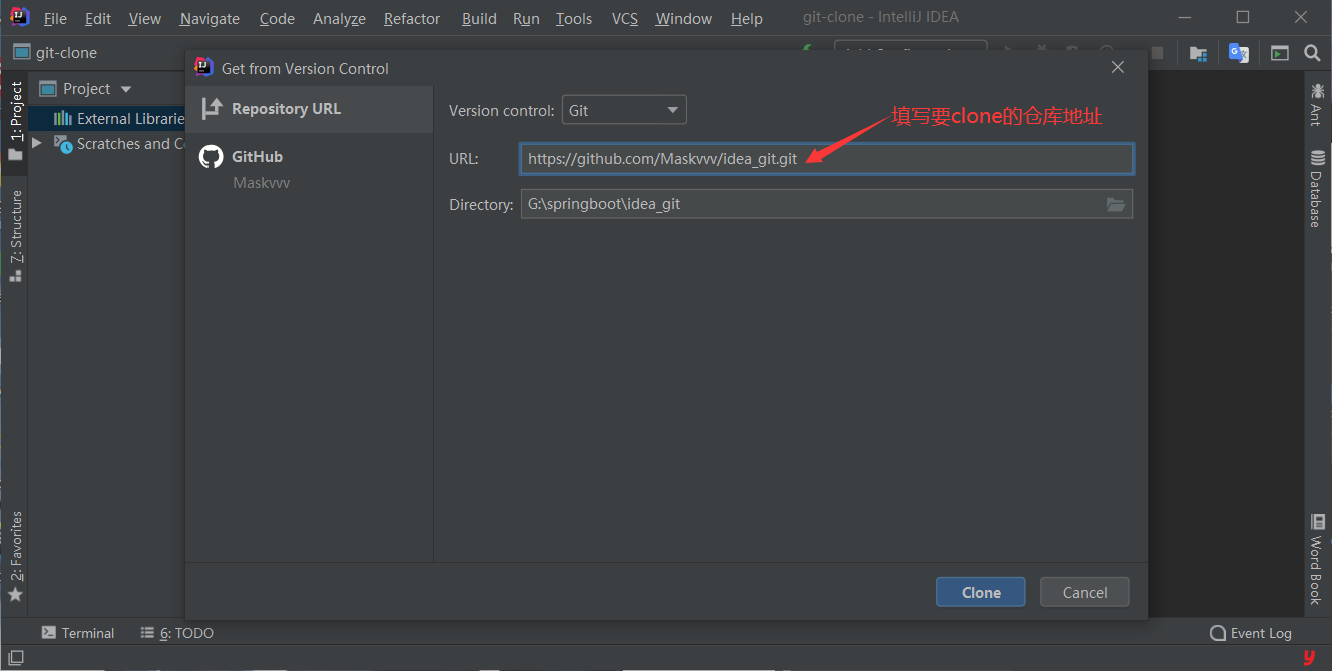 File Edit View Navigate Code Analyze Refactor Build Run Tools VCS Window Help git-clone - IntelliJ IDEA
git-clone
Get from Version Control
1: Project
Project
External Librarie
Scratches and C
7: Structure
2: Favorites
Repository URL
GitHub
Maskvvv
Version control: Git
填写要clone的仓库地址
URL: https://github.com/Maskvvv/idea_git.git
Directory: G:\springboot\idea_git
Clone Cancel
Ant
Database
Word Book
Terminal 6: TODO Event Log